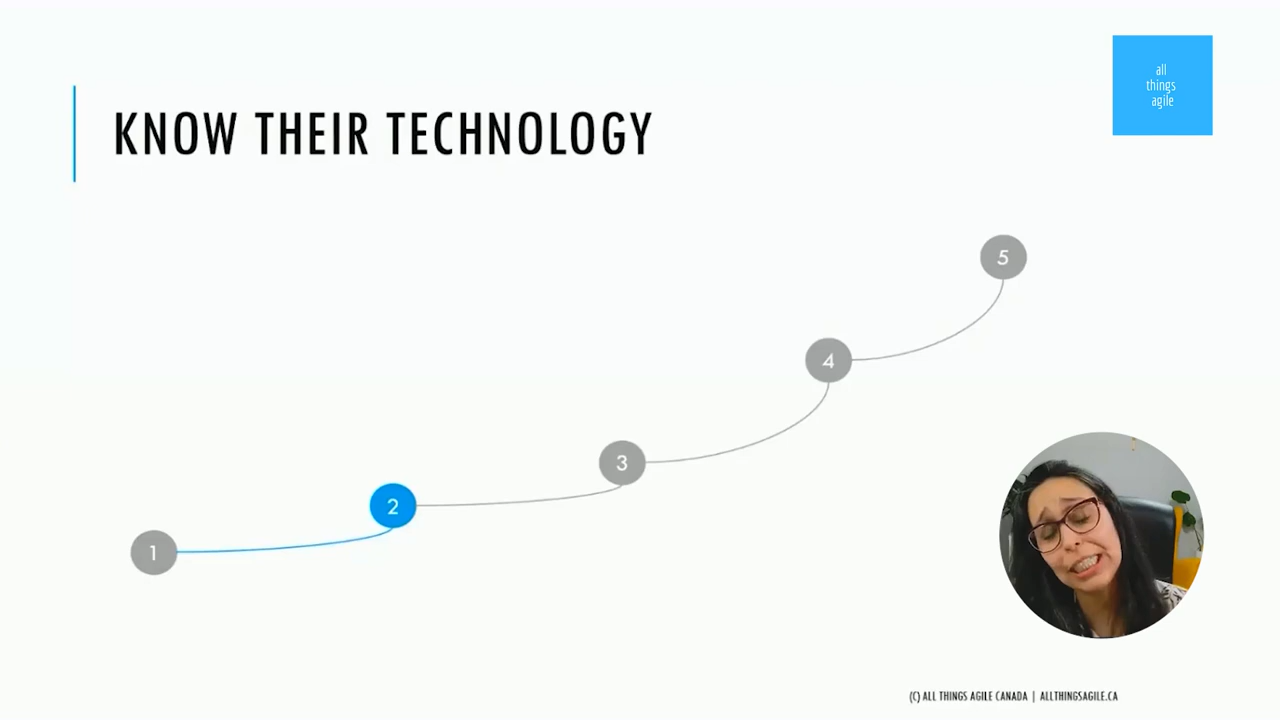 all
things
agile
KNOW THEIR TECHNOLOGY
5
4
3
2
1
(C) ALL THINGS AGILE CANADA | ALLTHINGSAGILE.CA